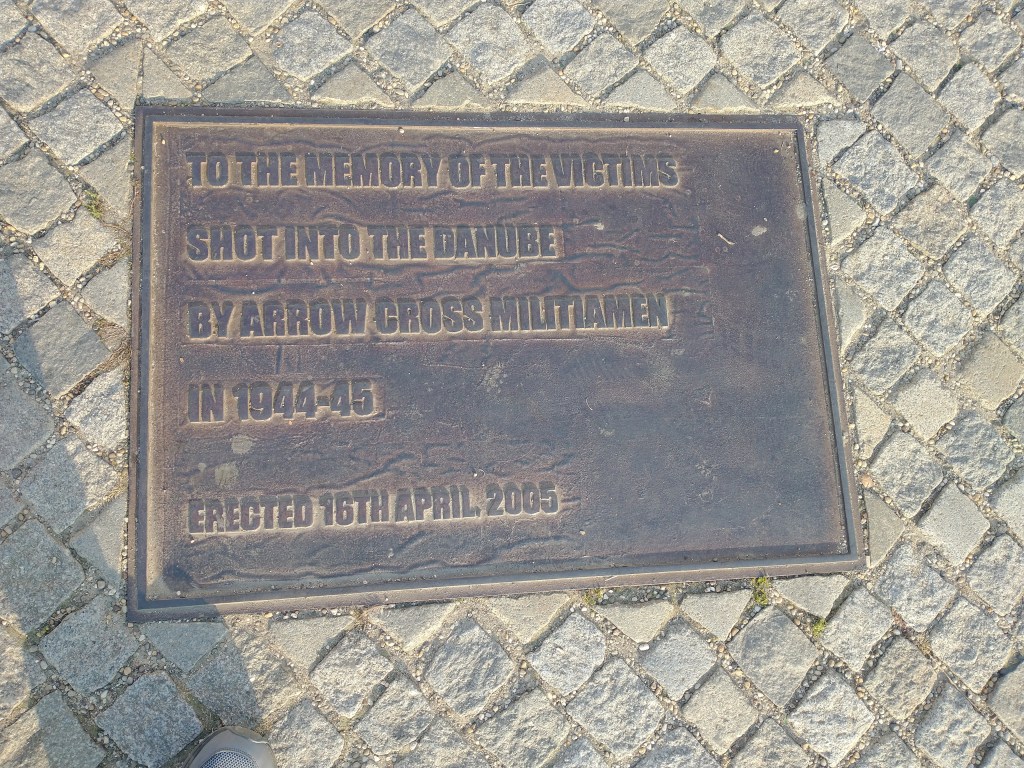 TO THE MEMORY OF THE VICTIMS
SHOT INTO THE DANUBE
BY ARROW CROSS MILITIAMEN
IN 1944-45
ERECTED 16TH APRIL 2005